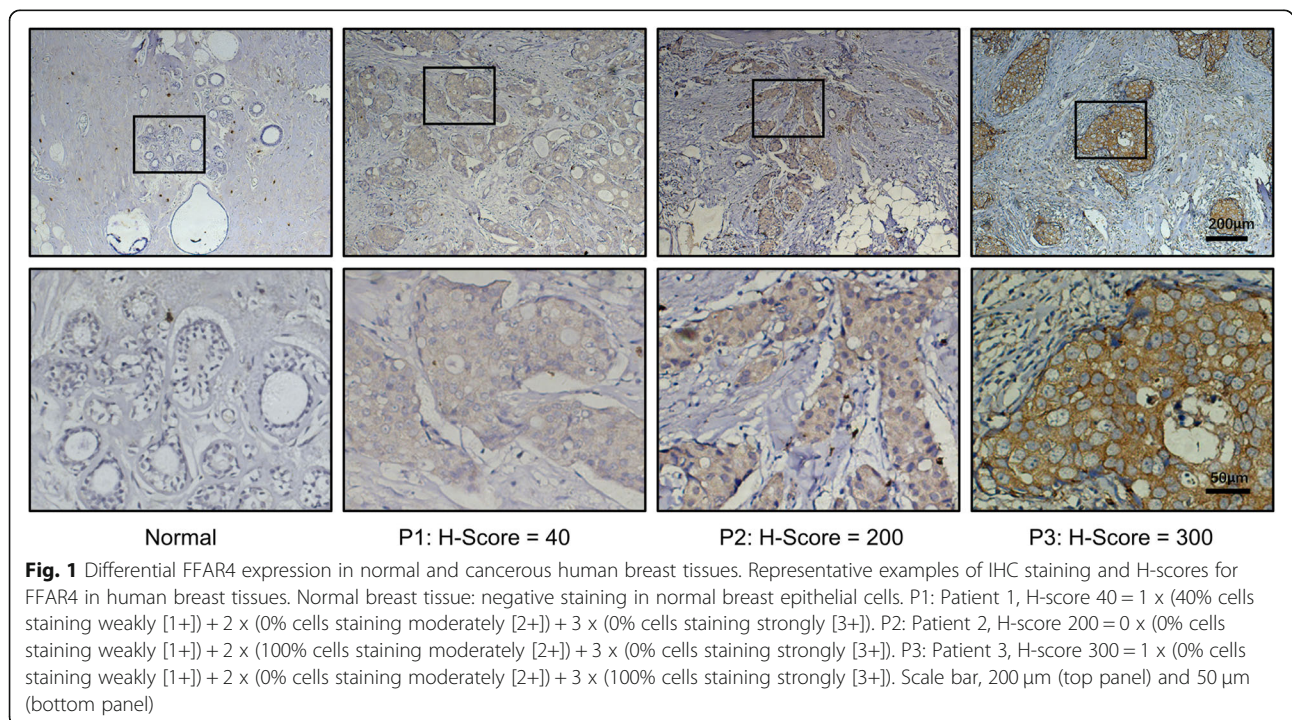 200µm
50µm
Normal
P1: H-Score = 40
P2: H-Score = 200
P3: H-Score = 300
Fig. 1 Differential FFAR4 expression in normal and cancerous human breast tissues. Representative examples of IHC staining and H-scores for
FFAR4 in human breast tissues. Normal breast tissue: negative staining in normal breast epithelial cells. P1: Patient 1, H-score 40 = 1 x (40% cells
staining weakly [1+]) + 2 x (0% cells staining moderately [2+]) + 3 x (0% cells staining strongly [3+]). P2: Patient 2, H-score 200 = 0 x (0% cells
staining weakly [1+]) + 2 x (100% cells staining moderately [2+]) + 3 x (0% cells staining strongly [3+]). P3: Patient 3, H-score 300 = 1 x (0% cells
staining weakly [1+]) + 2 x (0% cells staining moderately [2+]) + 3 x (100% cells staining strongly [3+]). Scale bar, 200 µm (top panel) and 50 µm
(bottom panel)